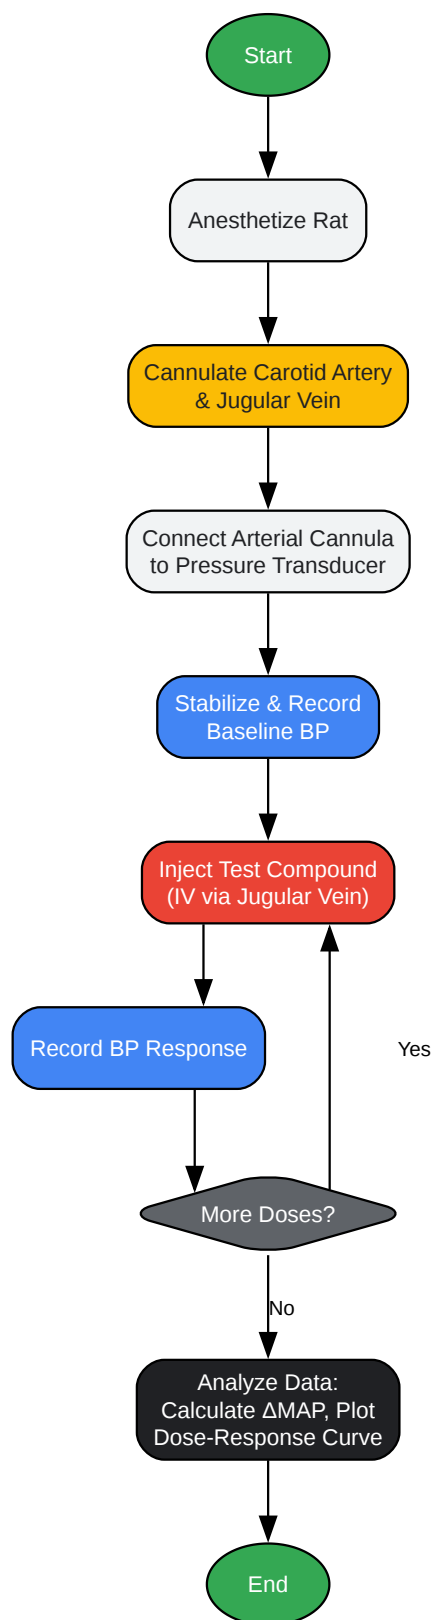 Start
Anesthetize Rat
Cannulate Carotid Artery
& Jugular Vein
Connect Arterial Cannula
to Pressure Transducer
Stabilize & Record
Baseline BP
Inject Test Compound
(IV via Jugular Vein)
Record BP Response
Yes
More Doses?
No
Analyze Data:
Calculate ΔMAP, Plot
Dose-Response Curve
End